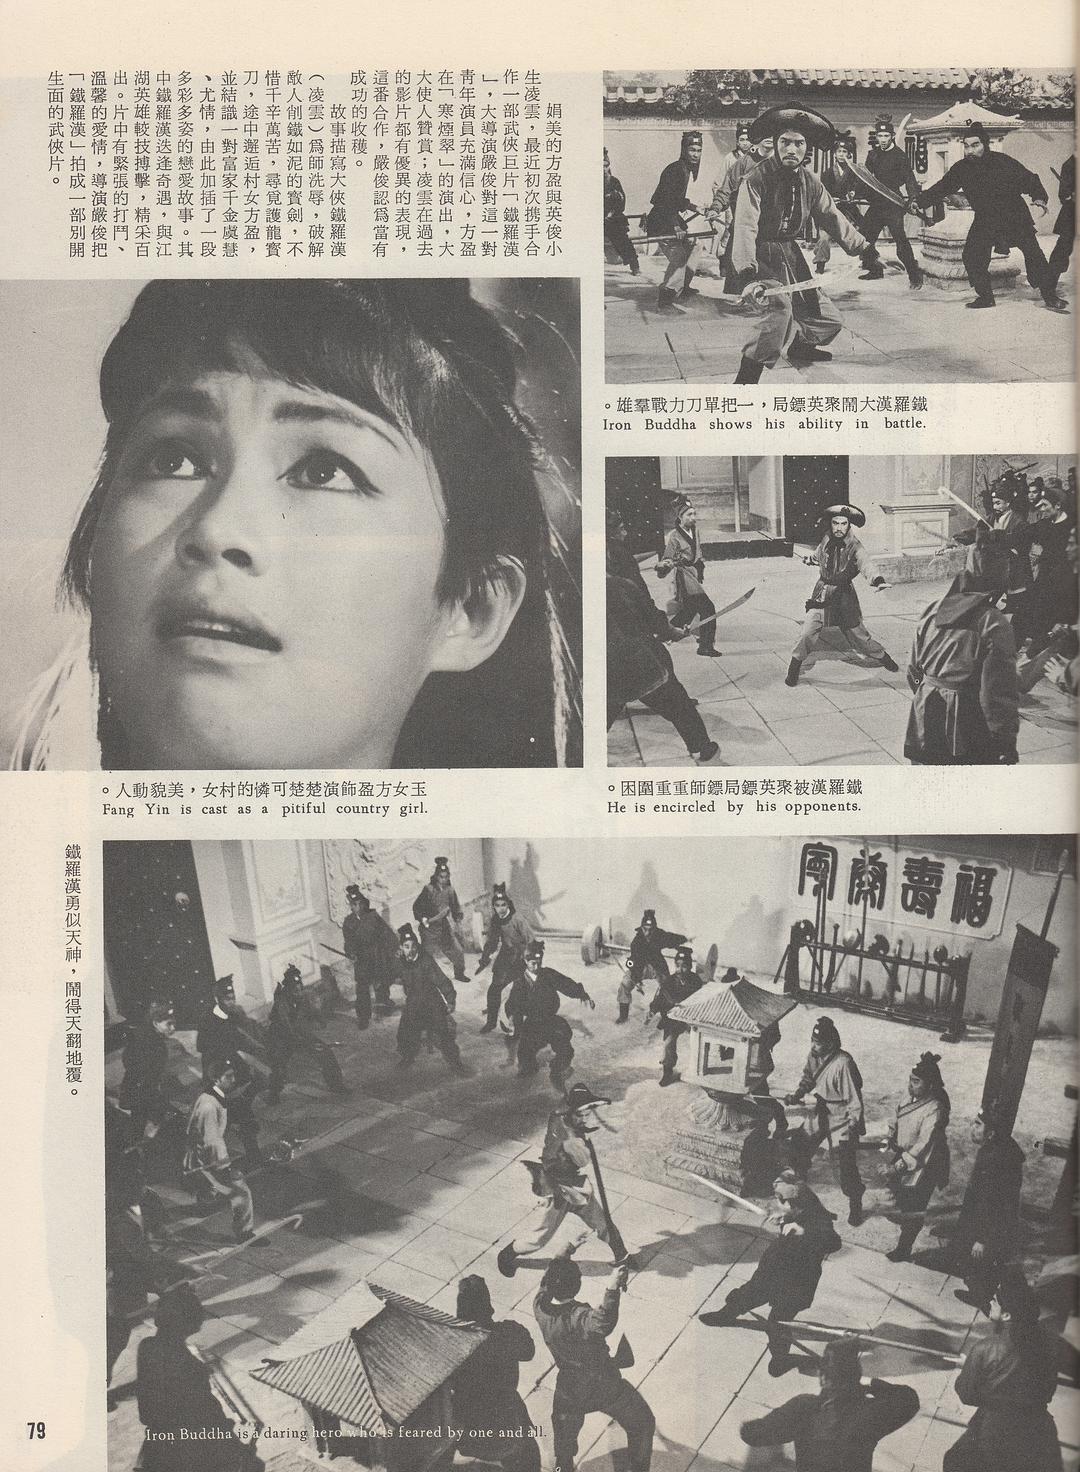 娟美的方盈與英俊小
生凌雲，最近初次携手合
作一部武俠巨片「鐵羅漢
」，大導演嚴俊對這一對
靑年演員充滿信心，方盈
在「寒煙翠」的演出，大
大使人贊賞；凌雲在過去
的影片都有優異的表現，
這番合作，嚴俊認爲當有
成功的收穫。
故事描寫大俠鐵羅漢
（凌雲）爲師洗辱，破解
敵人削鐵如泥的寶劍，不
惜千辛萬苦，尋覓護龍寶
刀，途中邂逅村女方盈，
並結識一對富家千金虞慧
、尤情，由此加插了一段
多彩多姿的戀愛故事。其
中鐵羅漢迭逢奇遇，與江
湖英雄較技搏擊，精采百
出。片中有緊張的打鬥、
溫馨的愛情，導演嚴俊把
「鐵羅漢」拍成一部別開
生面的武俠片。
鐵羅漢大鬧聚英鏢局，一把單刀力戰羣雄。
Iron Buddha shows his ability in battle.
鐵羅漢被聚英鏢局鏢師重重圍困。
He is encircled by his opponents.
玉女方盈飾演楚楚可憐的村女，美貌動人。
Fang Yin is cast as a pitiful country girl.
鐵羅漢勇似天神，鬧得天翻地覆。
福壽康寧
Iron Buddha is a daring hero who is feared by one and all.
79